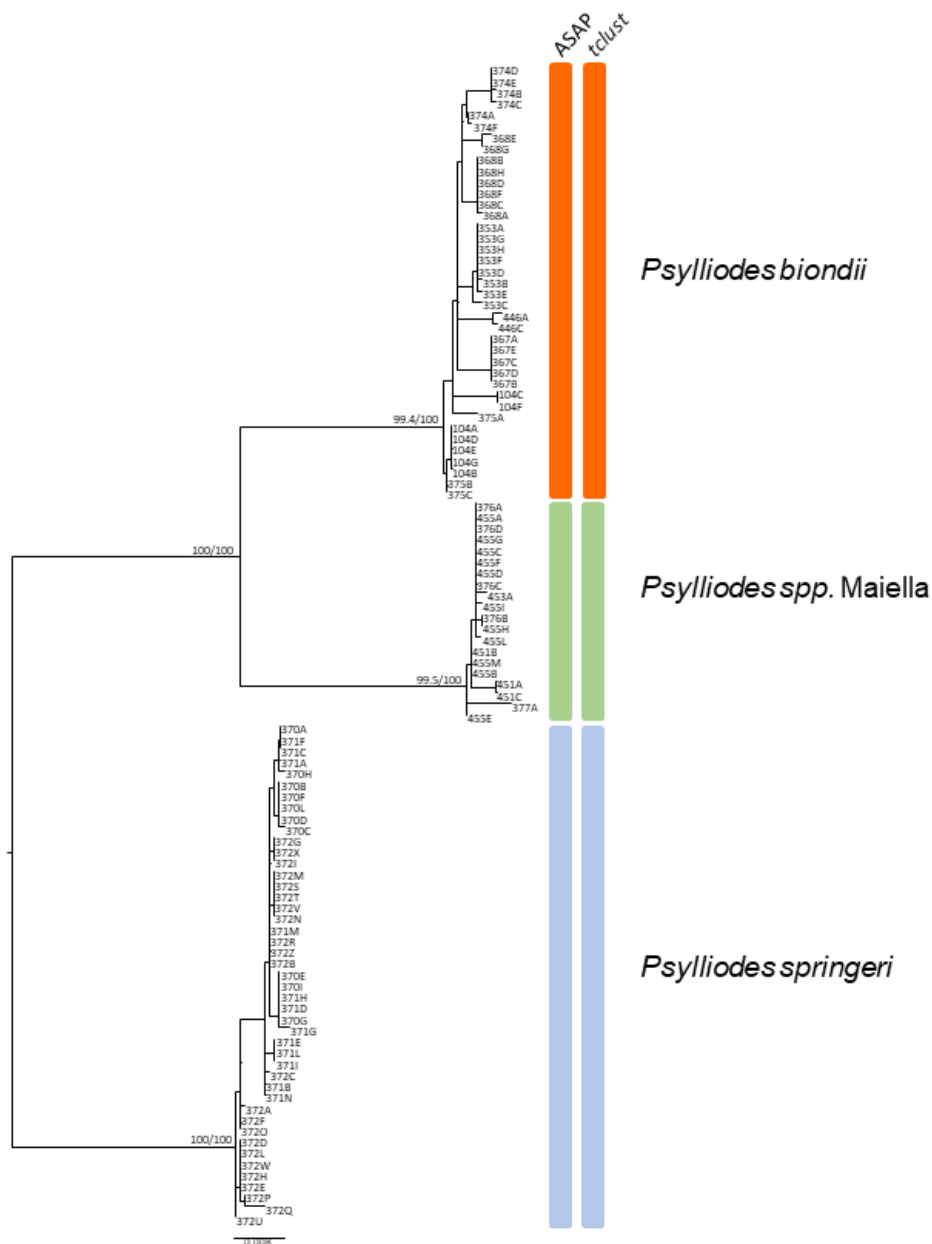 ASAP
tclust
374D
374E
374B
374C
374A
374F
368E
368G
368B
368H
368D
368F
368C
368A
353A
353G
353H
353F
353D
353B
353E
353C
446A
446C
367A
367E
367C
367D
367B
104C
104F
375A
99.4/100
104A
104D
104E
104G
104B
375B
375C
Psylliodes biondii
376A
455A
376D
455G
455C
455F
455D
376C
453A
455I
376B
455H
455L
451B
455M
455B
451A
451C
377A
455E
100/100
99.5/100
Psylliodes spp. Maiella
370A
371F
371C
371A
370H
370B
370F
370L
370D
370C
372G
372X
372I
372M
372S
372T
372V
372N
371M
372R
372Z
372B
370E
370I
371H
371D
370G
371G
371E
371L
371I
372C
371B
371N
372A
372F
372O
372D
372L
372W
372H
372E
372P
372Q
372U
100/100
Psylliodes springeri